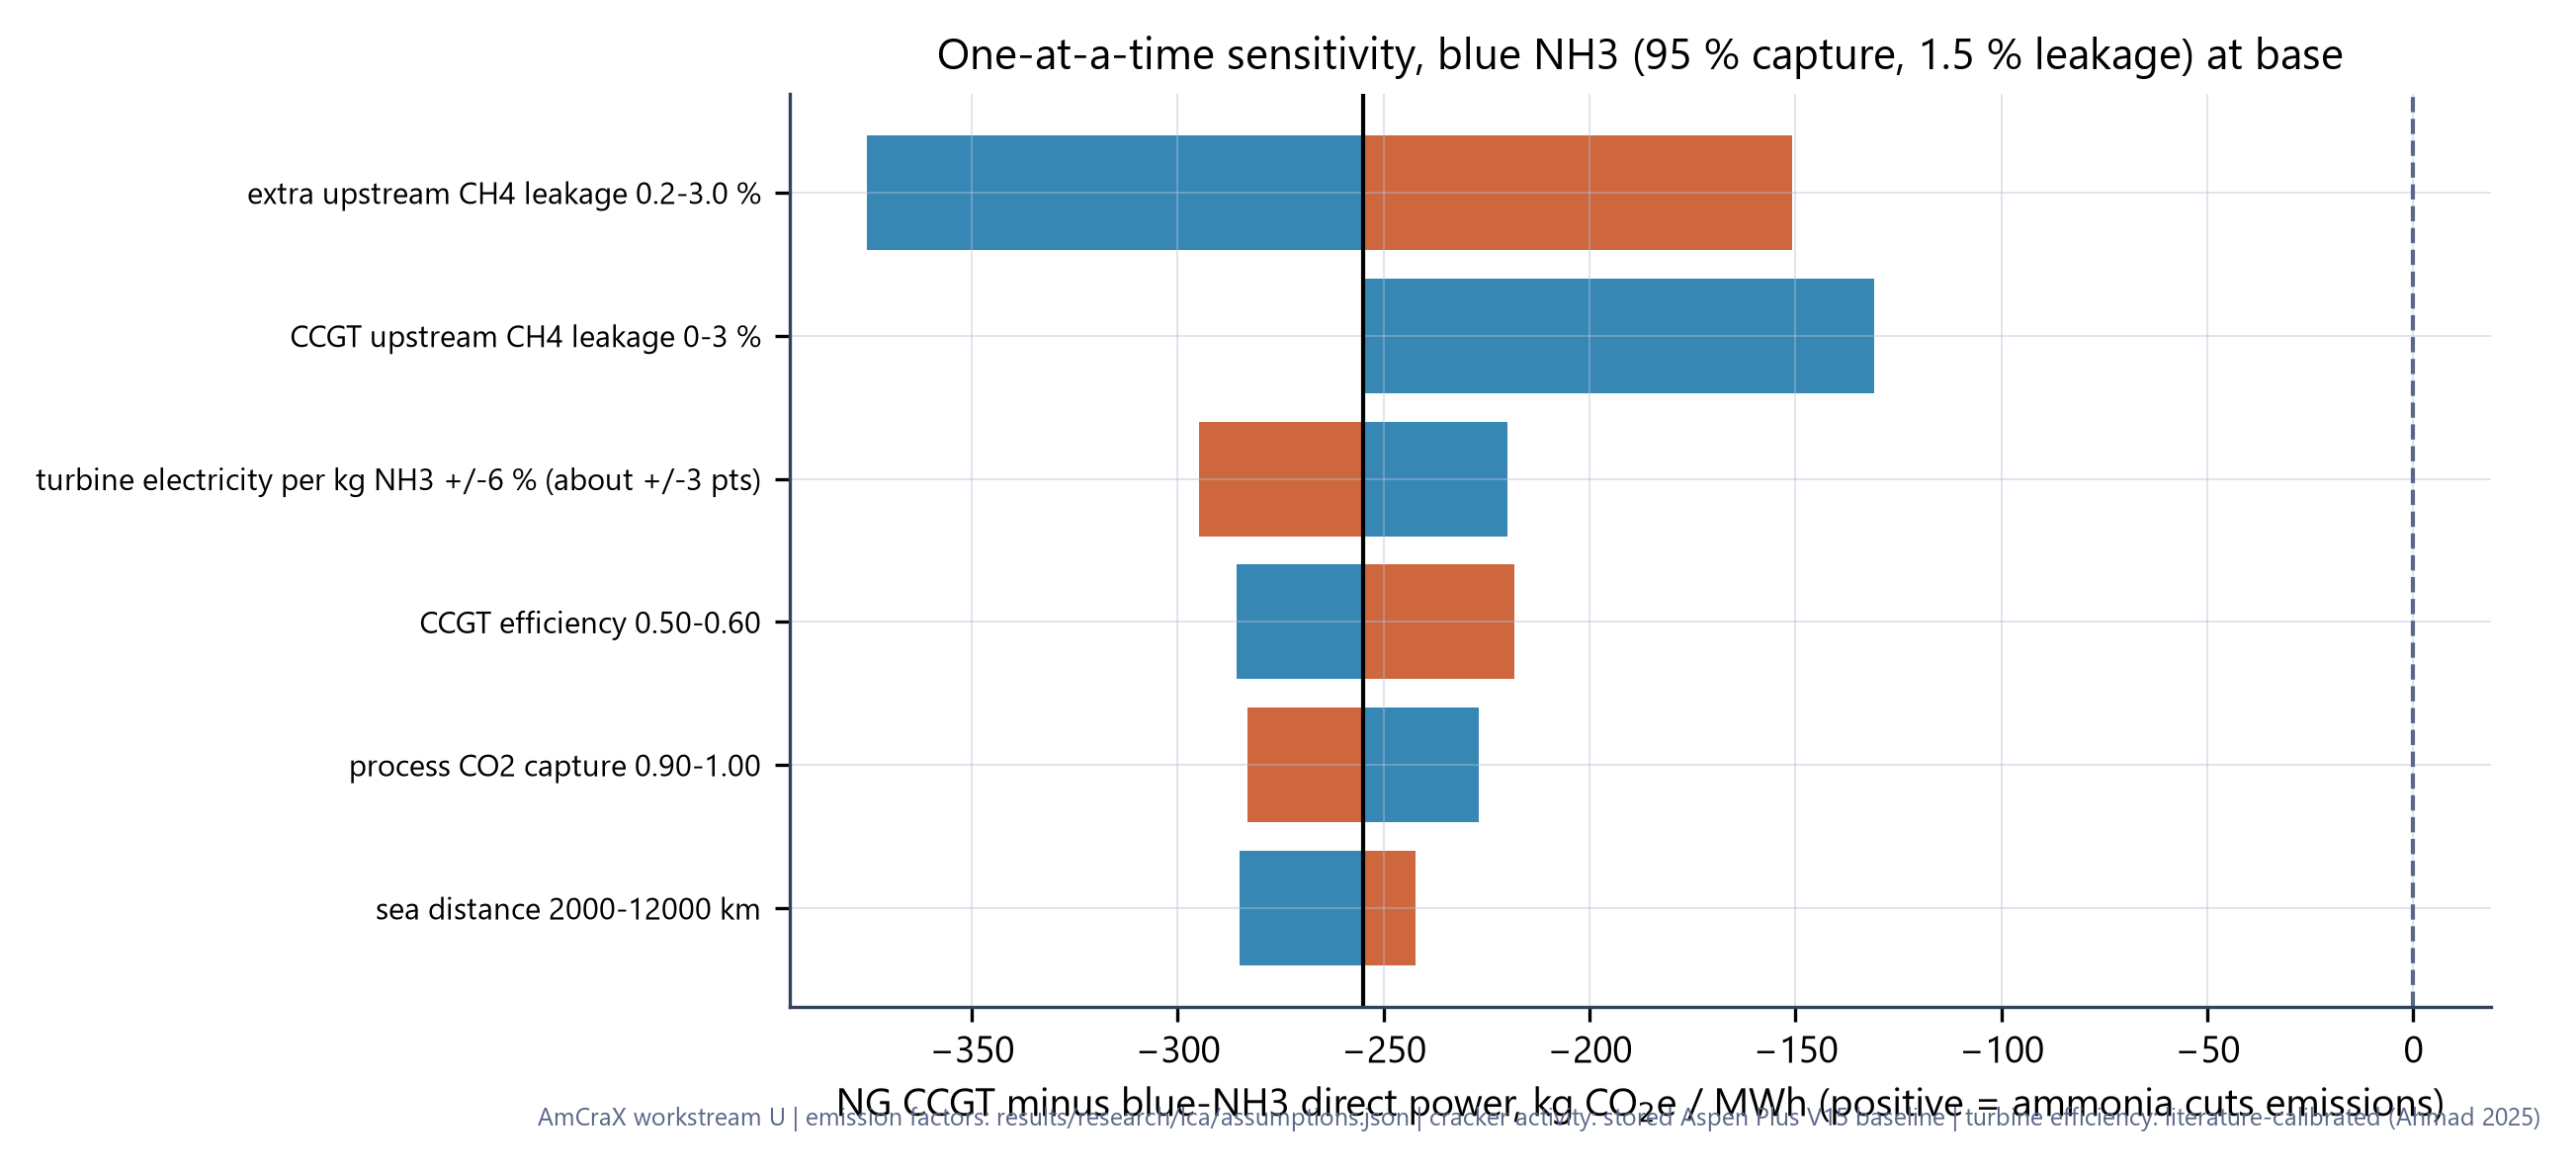 One-at-a-time sensitivity, blue NH3 (95 % capture, 1.5 % leakage) at base
extra upstream CH4 leakage 0.2-3.0 %
CCGT upstream CH4 leakage 0-3 %
turbine electricity per kg NH3 +/-6 % (about +/-3 pts)
CCGT efficiency 0.50-0.60
process CO2 capture 0.90-1.00
sea distance 2000-12000 km
−350 −300 −250 −200 −150 −100 −50 0
NG CCGT minus blue-NH3 direct power, kg CO₂e / MWh (positive = ammonia cuts emissions)
AmCraX workstream U | emission factors: results/research/lca/assumptions.json | cracker activity: stored Aspen Plus V15 baseline | turbine efficiency: literature-calibrated (Ahmad 2025)